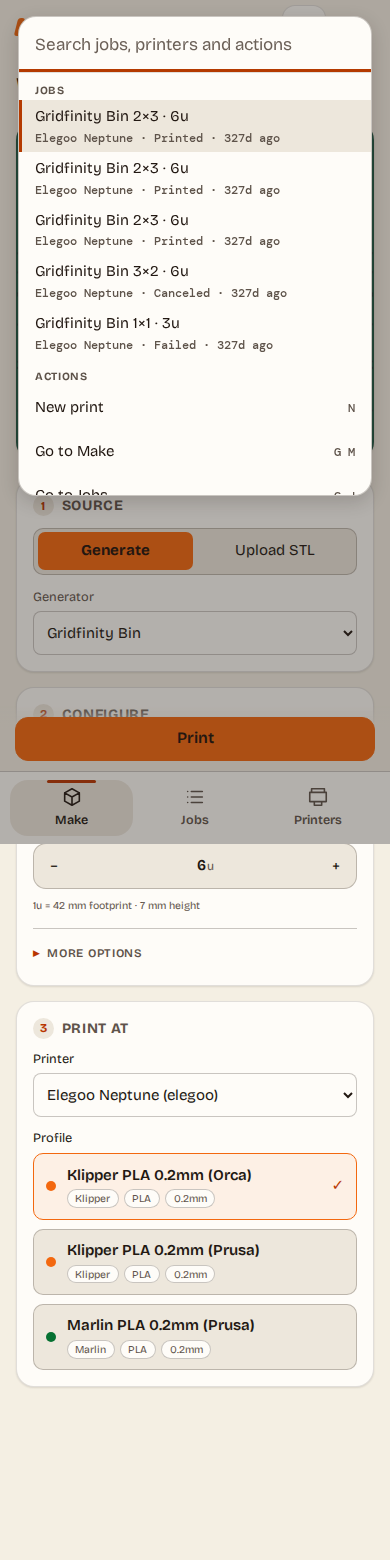 Search jobs, printers and actions
JOBS
Gridfinity Bin 2×3 · 6u
Elegoo Neptune · Printed · 327d ago
Gridfinity Bin 2×3 · 6u
Elegoo Neptune · Printed · 327d ago
Gridfinity Bin 2×3 · 6u
Elegoo Neptune · Printed · 327d ago
Gridfinity Bin 3×2 · 6u
Elegoo Neptune · Canceled · 327d ago
Gridfinity Bin 1×1 · 3u
Elegoo Neptune · Failed · 327d ago
ACTIONS
New print N
Go to Make G M
Go to Jobs G J
1 SOURCE
Generate Upload STL
Generator
Gridfinity Bin
2 CONFIGURE
Print
Make Jobs Printers
− 6u +
1u = 42 mm footprint · 7 mm height
▶ MORE OPTIONS
3 PRINT AT
Printer
Elegoo Neptune (elegoo)
Profile
Klipper PLA 0.2mm (Orca) ✓
Klipper PLA 0.2mm
Klipper PLA 0.2mm (Prusa)
Klipper PLA 0.2mm
Marlin PLA 0.2mm (Prusa)
Marlin PLA 0.2mm